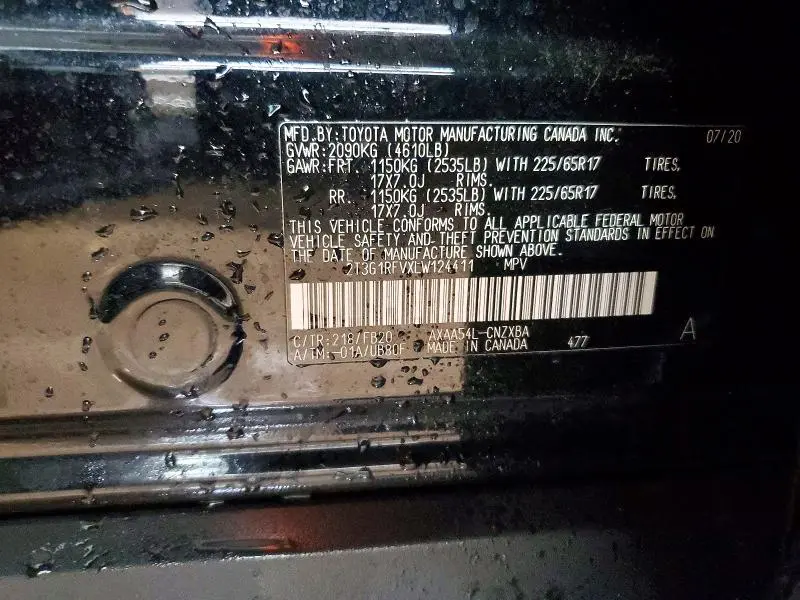 MFD.BY:TOYOTA MOTOR MANUFACTURING CANADA INC. 07/20
GVWR:2090KG (4610LB)
GAWR:FRT. 1150KG (2535LB) WITH 225/65R17 TIRES,
17X7.0J RIMS.
RR. 1150KG (2535LB) WITH 225/65R17 TIRES,
17X7.0J RIMS.
THIS VEHICLE CONFORMS TO ALL APPLICABLE FEDERAL MOTOR
VEHICLE SAFETY AND THEFT PREVENTION STANDARDS IN EFFECT ON
THE DATE OF MANUFACTURE SHOWN ABOVE.
2T3G1RFVXLW124411 MPV
C/TR:218/FB20 AXAA54L-CNZXBA
A/TM:-01A/UB80F MADE IN CANADA 477 A